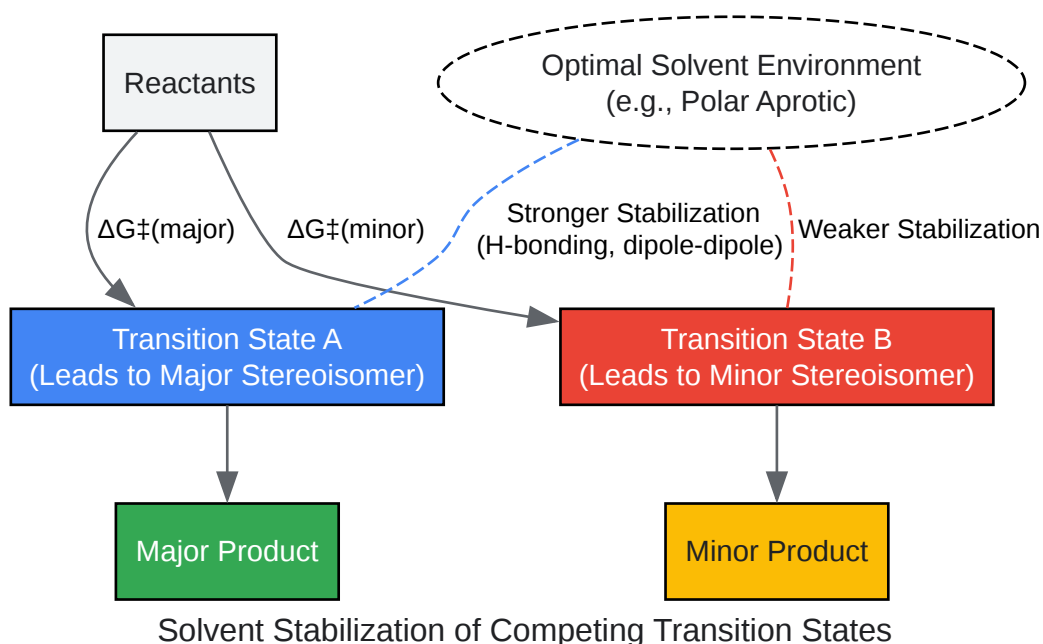 Reactants
Optimal Solvent Environment
(e.g., Polar Aprotic)
ΔG‡(major)
ΔG‡(minor)
Stronger Stabilization
(H-bonding, dipole-dipole)
Weaker Stabilization
Transition State A
(Leads to Major Stereoisomer)
Transition State B
(Leads to Minor Stereoisomer)
Major Product
Minor Product
Solvent Stabilization of Competing Transition States